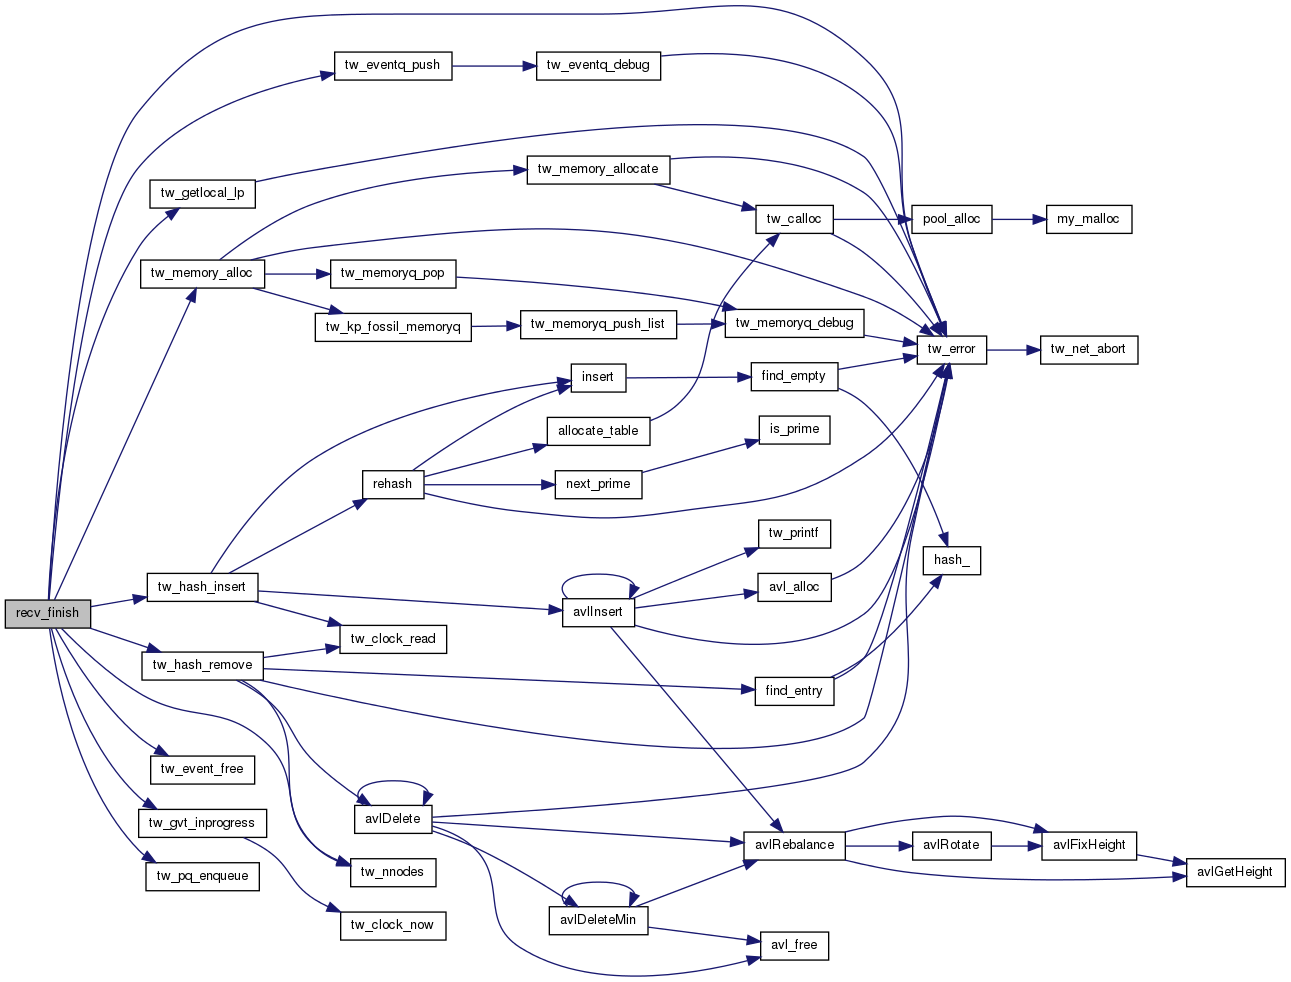 recv_finish
tw_eventq_push
tw_eventq_debug
tw_getlocal_lp
tw_memory_allocate
tw_calloc
pool_alloc
my_malloc
tw_memory_alloc
tw_memoryq_pop
tw_kp_fossil_memoryq
tw_memoryq_push_list
tw_memoryq_debug
tw_error
tw_net_abort
insert
find_empty
allocate_table
is_prime
rehash
next_prime
tw_printf
hash_
tw_hash_insert
avl_alloc
avlInsert
tw_clock_read
tw_hash_remove
find_entry
tw_event_free
tw_gvt_inprogress
avlDelete
avlRebalance
avlRotate
avlFixHeight
avlGetHeight
tw_pq_enqueue
tw_nnodes
avlDeleteMin
tw_clock_now
avl_free